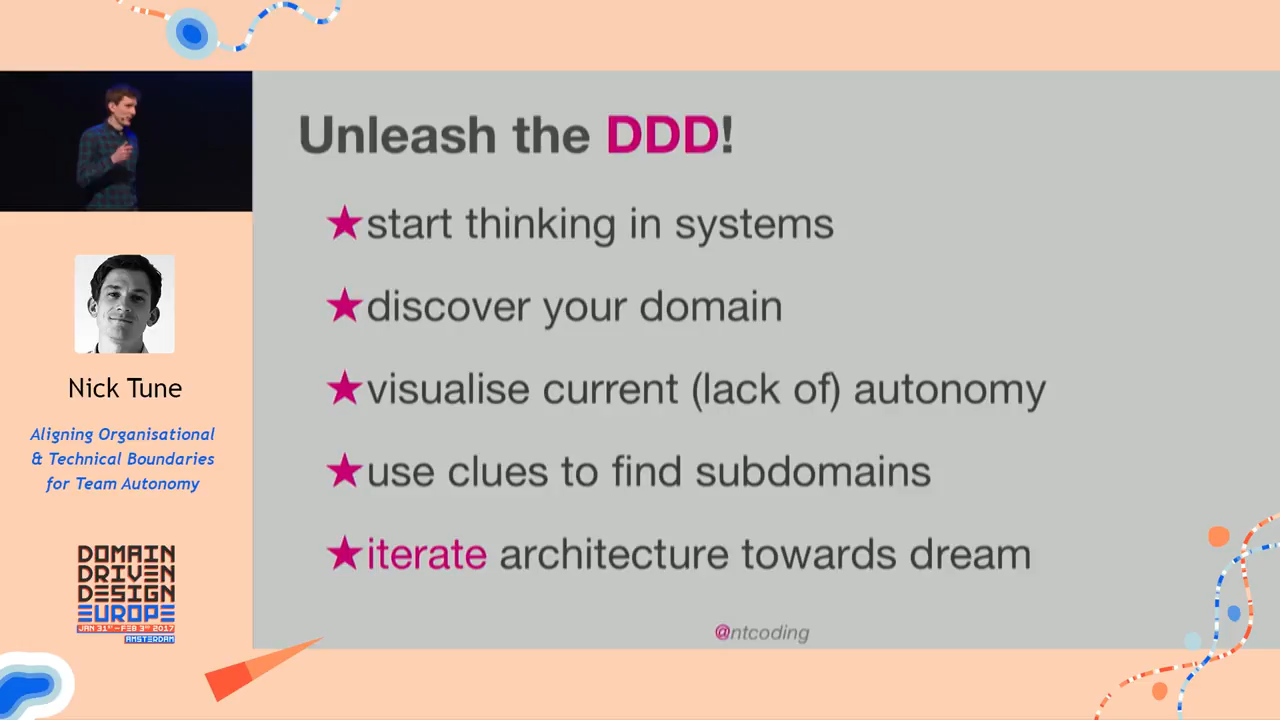 Unleash the DDD!
★start thinking in systems
★discover your domain
★visualise current (lack of) autonomy
★use clues to find subdomains
★iterate architecture towards dream
@ntcoding
Nick Tune
Aligning Organisational
& Technical Boundaries
for Team Autonomy
DOMAIN
DRIVEN
DESIGN
EUROPE
JAN 31ST-FEB 3RD 2017
AMSTERDAM